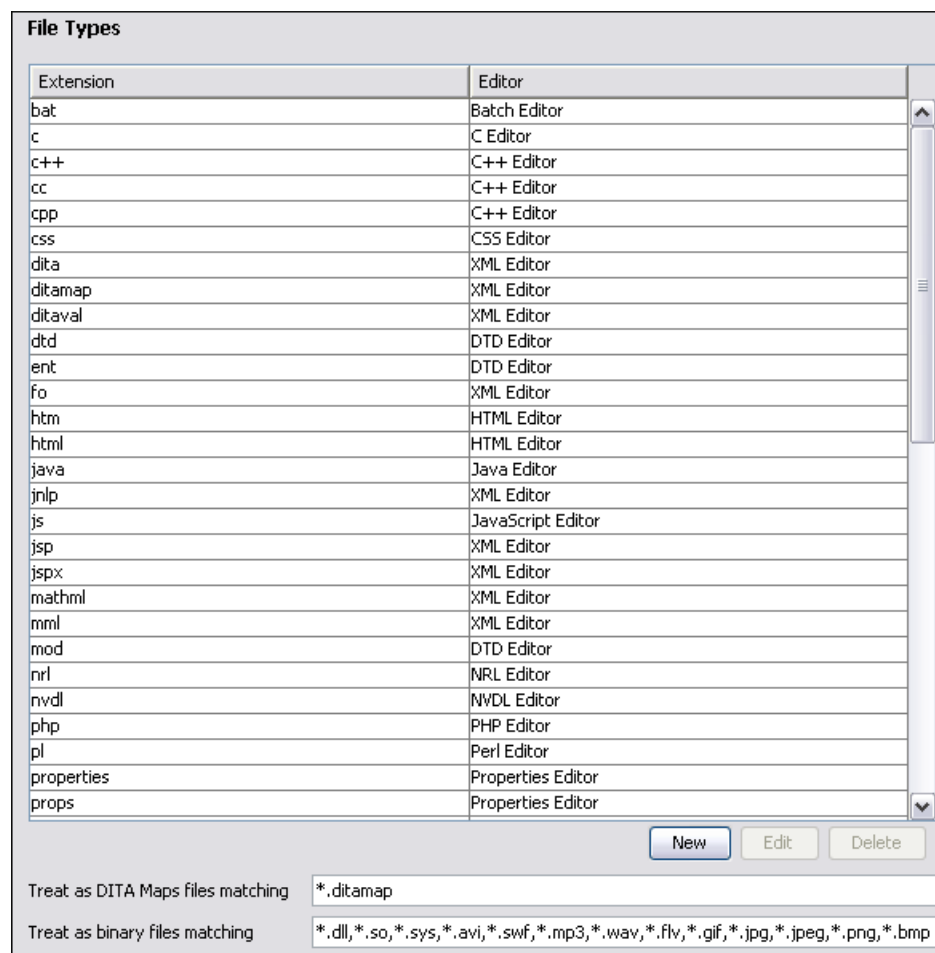 File Types
Extension Editor
bat Batch Editor
c C Editor
c++ C++ Editor
cc C++ Editor
cpp C++ Editor
css CSS Editor
dita XML Editor
ditamap XML Editor
ditaval XML Editor
dtd DTD Editor
ent DTD Editor
fo XML Editor
htm HTML Editor
html HTML Editor
java Java Editor
jnlp XML Editor
js JavaScript Editor
jsp XML Editor
jspx XML Editor
mathml XML Editor
mml XML Editor
mod DTD Editor
nrl NRL Editor
nvdl NVDL Editor
php PHP Editor
pl Perl Editor
properties Properties Editor
props Properties Editor
New Edit Delete
Treat as DITA Maps files matching *.ditamap
Treat as binary files matching *.dll,*.so,*.sys,*.avi,*.swf,*.mp3,*.wav,*.flv,*.gif,*.jpg,*.jpeg,*.png,*.bmp